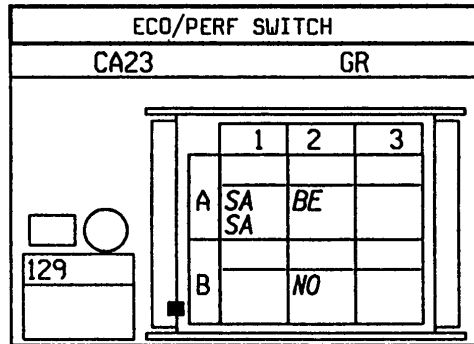 ECO/PERF SWITCH
CA23 GR
1 2 3
A SA BE
SA
129
B NO